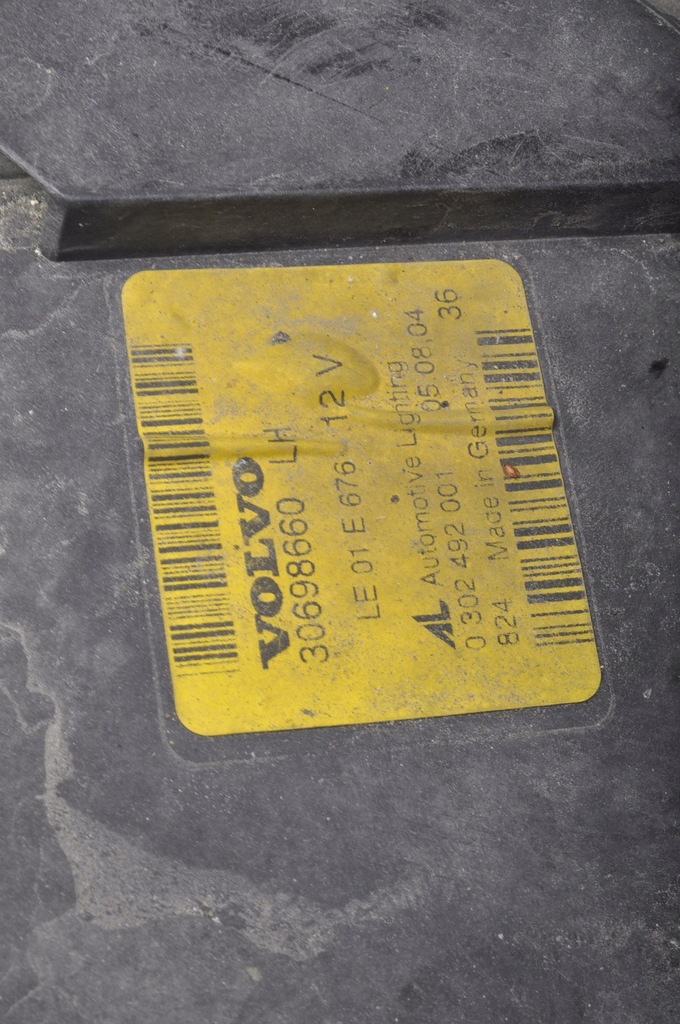 VOLVO
30698660 LH
LE 01 E 676 12 V
AL Automotive Lighting
0 302 492 001 05.08.04
824 Made in Germany 36